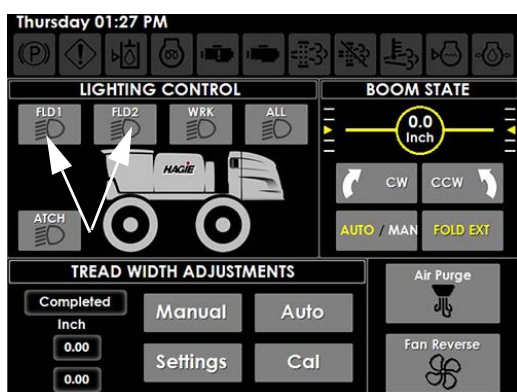 Thursday 01:27 PM
(P)
LIGHTING CONTROL
FLD1 FLD2 WRK ALL
HAGIE
ATCH
BOOM STATE
0.0
Inch
CW CCW
AUTO / MAN FOLD EXT
TREAD WIDTH ADJUSTMENTS
Completed
Inch
0.00
0.00
Manual Auto
Settings Cal
Air Purge
Fan Reverse